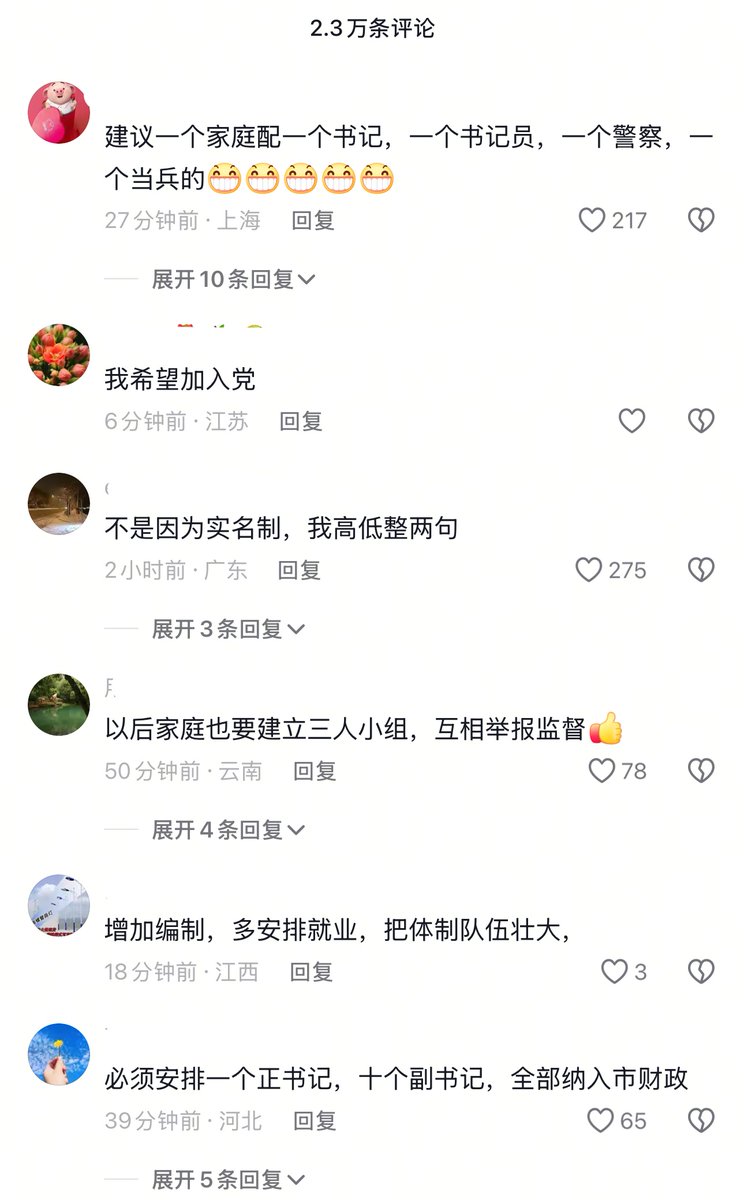 2.3万条评论
建议一个家庭配一个书记，一个书记员，一个警察，一
个当兵的😁😁😁😁😁
27分钟前·上海 回复 217
展开10条回复
我希望加入党
6分钟前·江苏 回复
不是因为实名制，我高低整两句
2小时前·广东 回复 275
展开3条回复
以后家庭也要建立三人小组，互相举报监督👍
50分钟前·云南 回复 78
展开4条回复
增加编制，多安排就业，把体制队伍壮大，
18分钟前·江西 回复 3
必须安排一个正书记，十个副书记，全部纳入市财政
39分钟前·河北 回复 65
展开5条回复